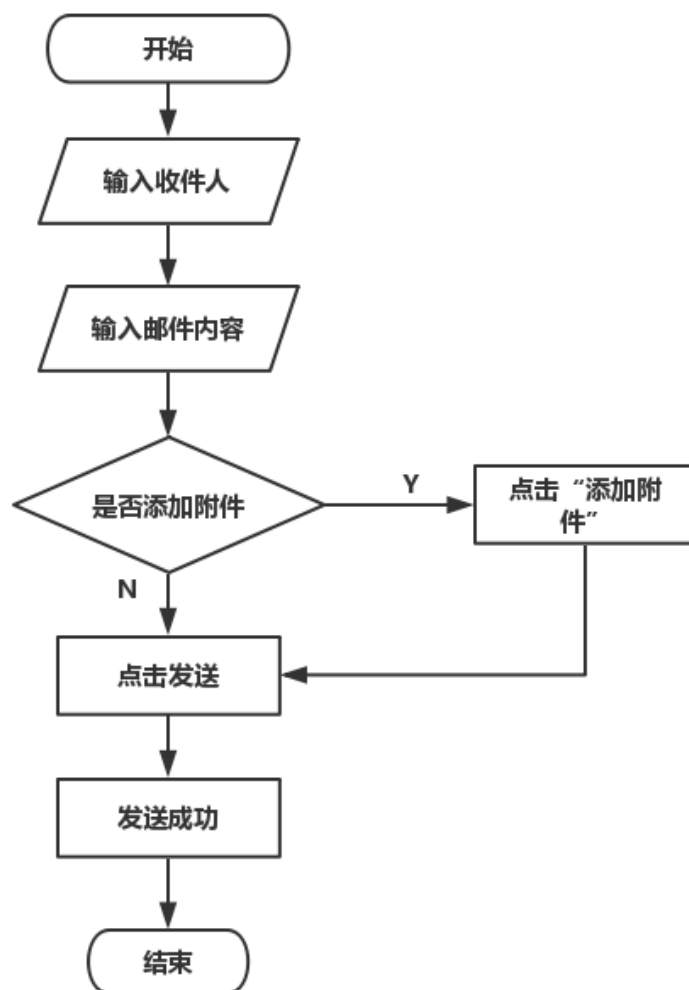 开始
输入收件人
输入邮件内容
是否添加附件
Y
点击“添加附
件”
N
点击发送
发送成功
结束